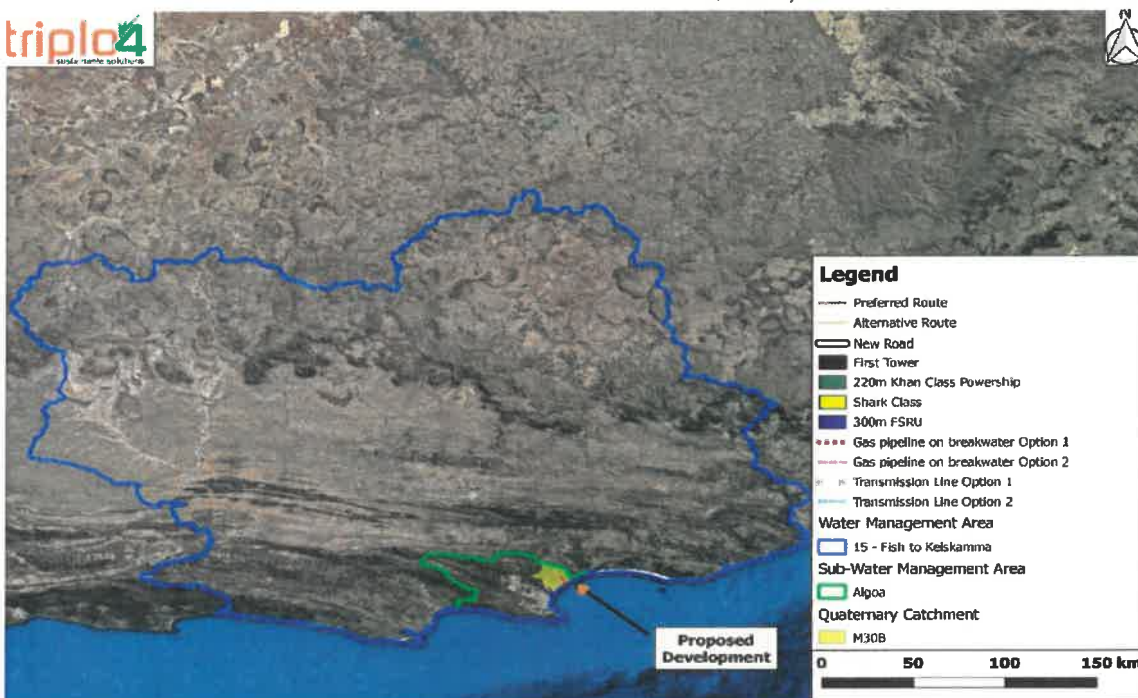 triplo4
sustainable solutions
N
Legend
Preferred Route
Alternative Route
New Road
First Tower
220m Khan Class Powership
Shark Class
300m FSRU
Gas pipeline on breakwater Option 1
Gas pipeline on breakwater Option 2
Transmission Line Option 1
Transmission Line Option 2
Water Management Area
15 - Fish to Keiskamma
Sub-Water Management Area
Algoa
Quaternary Catchment
M30B
Proposed
Development
0 50 100 150 km